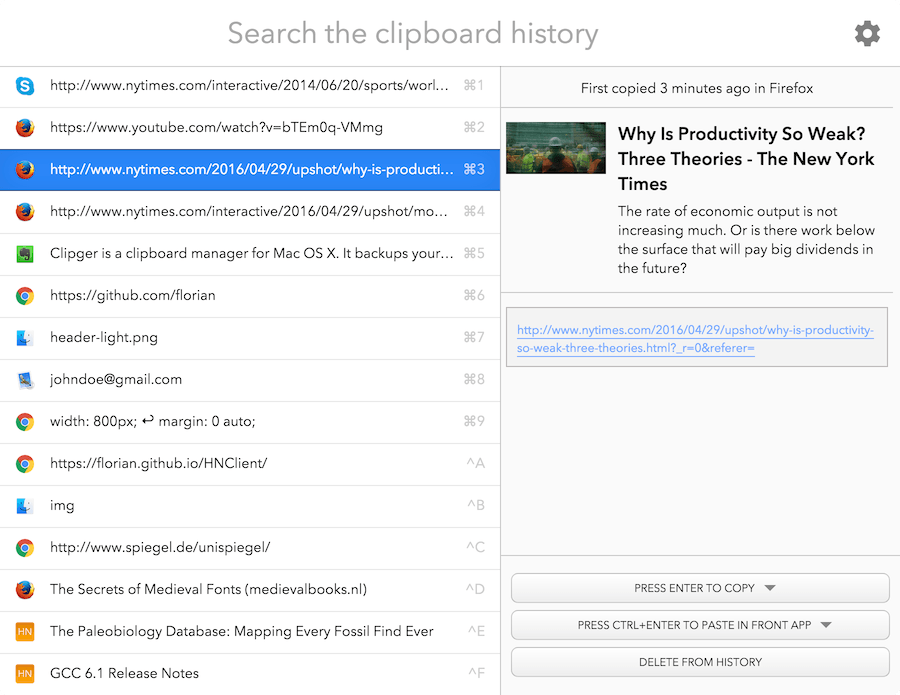 Search the clipboard history
http://www.nytimes.com/interactive/2014/06/20/sports/worl... ⌘1
https://www.youtube.com/watch?v=bTEm0q-VMmg ⌘2
http://www.nytimes.com/2016/04/29/upshot/why-is-producti... ⌘3
http://www.nytimes.com/interactive/2016/04/29/upshot/mo... ⌘4
Clipger is a clipboard manager for Mac OS X. It backups your... ⌘5
https://github.com/florian ⌘6
header-light.png ⌘7
johndoe@gmail.com ⌘8
width: 800px; ↩ margin: 0 auto; ⌘9
https://florian.github.io/HNClient/ ^A
img ^B
http://www.spiegel.de/unispiegel/ ^C
The Secrets of Medieval Fonts (medievalbooks.nl) ^D
HN The Paleobiology Database: Mapping Every Fossil Find Ever ^E
HN GCC 6.1 Release Notes ^F
First copied 3 minutes ago in Firefox
Why Is Productivity So Weak?
Three Theories - The New York
Times
The rate of economic output is not
increasing much. Or is there work below
the surface that will pay big dividends in
the future?
http://www.nytimes.com/2016/04/29/upshot/why-is-productivity-
so-weak-three-theories.html?_r=0&referer=
PRESS ENTER TO COPY
PRESS CTRL+ENTER TO PASTE IN FRONT APP
DELETE FROM HISTORY